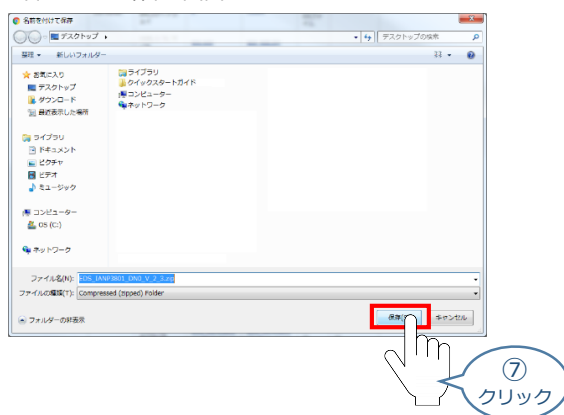 名前を付けて保存
デスクトップ
デスクトップの検索
整理
新しいフォルダー
お気に入り
デスクトップ
ダウンロード
最近表示した場所
ライブラリ
ドキュメント
ピクチャ
ビデオ
ミュージック
コンピューター
OS (C:)
ネットワーク
ライブラリ
クイックスタートガイド
コンピューター
ネットワーク
ファイル名(N): EOS_IANP3801_DN0_V_2_3.zip
ファイルの種類(T): Compressed (zipped) Folder
フォルダーの非表示
保存
キャンセル
⑦
クリック